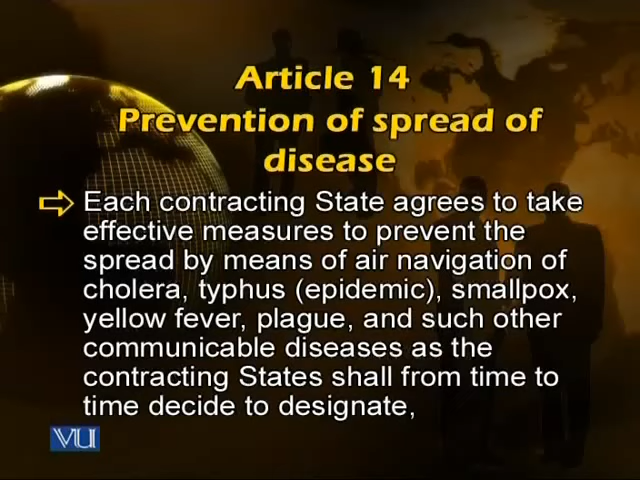 Article 14
Prevention of spread of
disease
Each contracting State agrees to take
effective measures to prevent the
spread by means of air navigation of
cholera, typhus (epidemic), smallpox,
yellow fever, plague, and such other
communicable diseases as the
contracting States shall from time to
time decide to designate,
VU